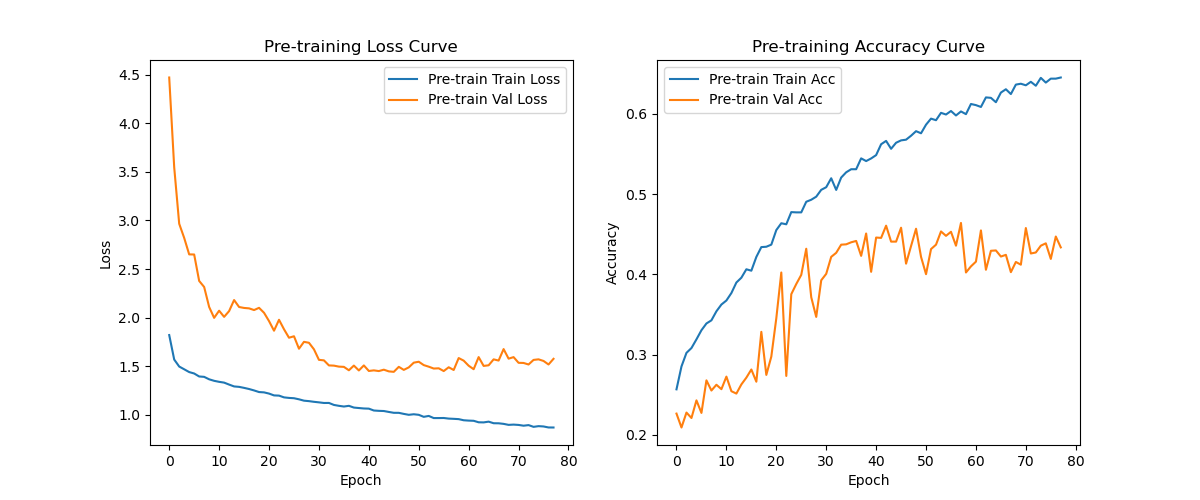 Pre-training Loss Curve
Pre-train Train Loss
Pre-train Val Loss
4.5
4.0
3.5
3.0
2.5
2.0
1.5
1.0
Loss
0 10 20 30 40 50 60 70 80
Epoch
Pre-training Accuracy Curve
Pre-train Train Acc
Pre-train Val Acc
0.6
0.5
0.4
0.3
0.2
Accuracy
0 10 20 30 40 50 60 70 80
Epoch